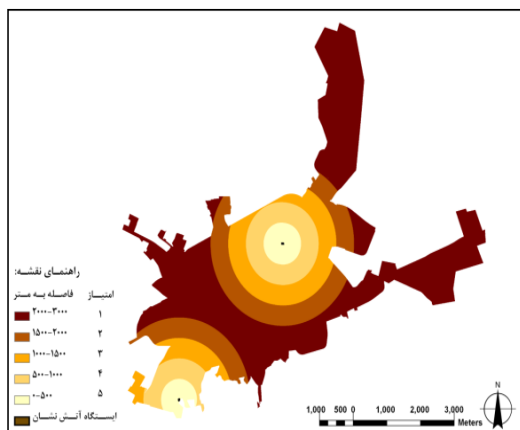 راهنمای نقشه:
امتیاز فاصله به متر
۱ ۲۰۰۰-۳۰۰۰
۲ ۱۵۰۰-۲۰۰۰
۳ ۱۰۰۰-۱۵۰۰
۴ ۵۰۰-۱۰۰۰
۵ ۰-۵۰۰
ایستگاه آتش نشان
N
1,000 500 0 1,000 2,000 3,000
Meters